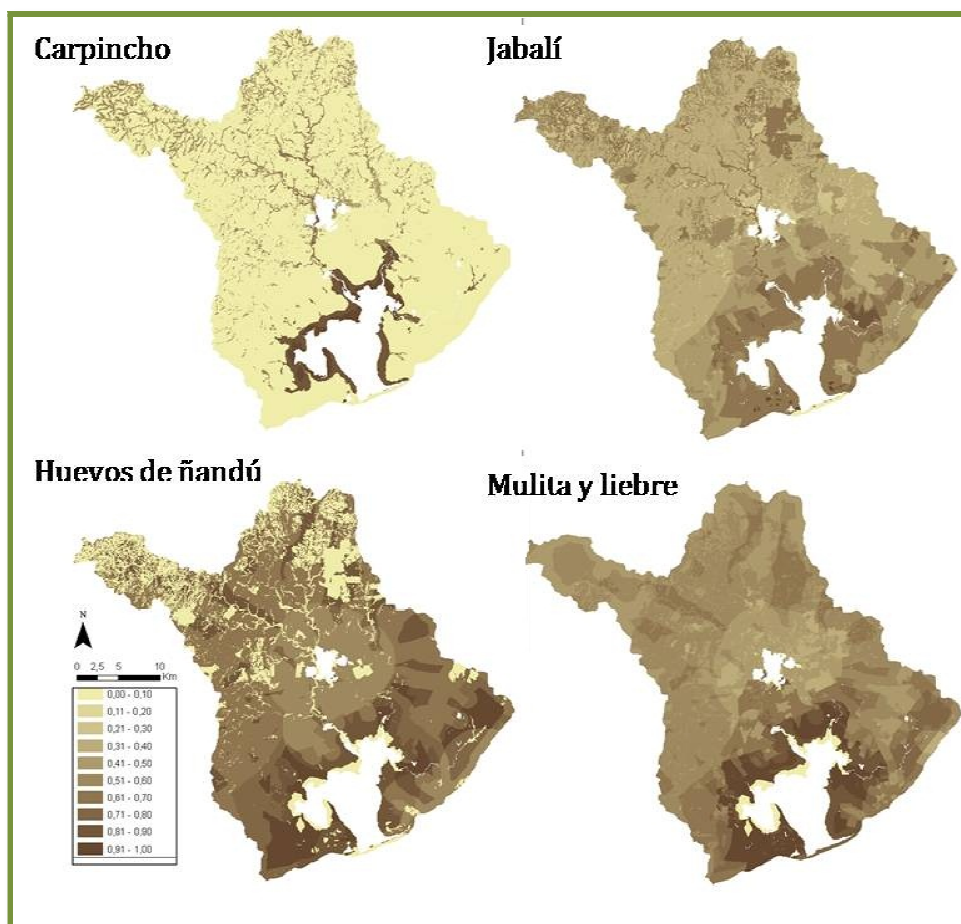 Carpincho
Jabalí
Huevos de ñandú
Mulita y liebre
N
0 2,5 5 10
Km
0,00 - 0,10
0,11 - 0,20
0,21 - 0,30
0,31 - 0,40
0,41 - 0,50
0,51 - 0,60
0,61 - 0,70
0,71 - 0,80
0,81 - 0,90
0,91 - 1,00